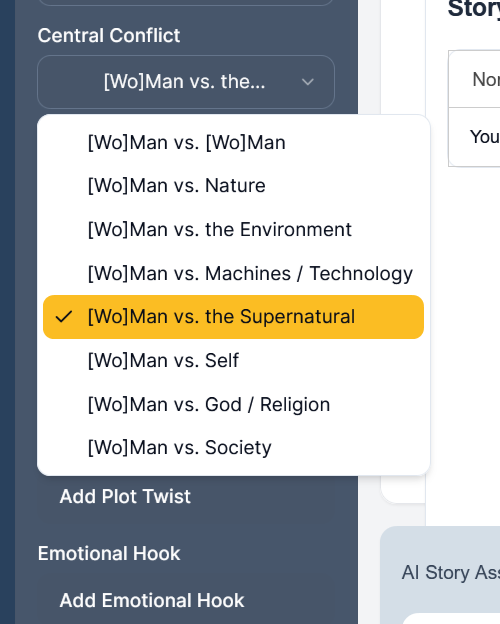 Central Conflict
[Wo]Man vs. the...
[Wo]Man vs. [Wo]Man
[Wo]Man vs. Nature
[Wo]Man vs. the Environment
[Wo]Man vs. Machines / Technology
[Wo]Man vs. the Supernatural
[Wo]Man vs. Self
[Wo]Man vs. God / Religion
[Wo]Man vs. Society
Add Plot Twist
Emotional Hook
Add Emotional Hook
Story
You
AI Story